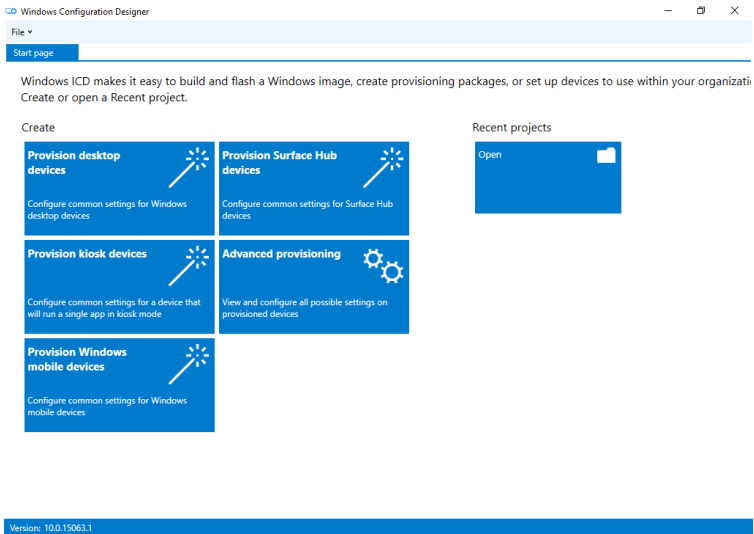 Windows Configuration Designer
File
Start page
Windows ICD makes it easy to build and flash a Windows image, create provisioning packages, or set up devices to use within your
Create or open a Recent project.
Create
Recent projects
Provision desktop
devices
Configure common settings for Windows
desktop devices
Provision Surface Hub
devices
Configure common settings for Surface Hub
devices
Open
Provision kiosk devices
Configure common settings for a device that
will run a single app in kiosk mode
Advanced provisioning
View and configure all possible settings on
provisioned devices
Provision Windows
mobile devices
Configure common settings for Windows
mobile devices
Version: 10.0.15063.1